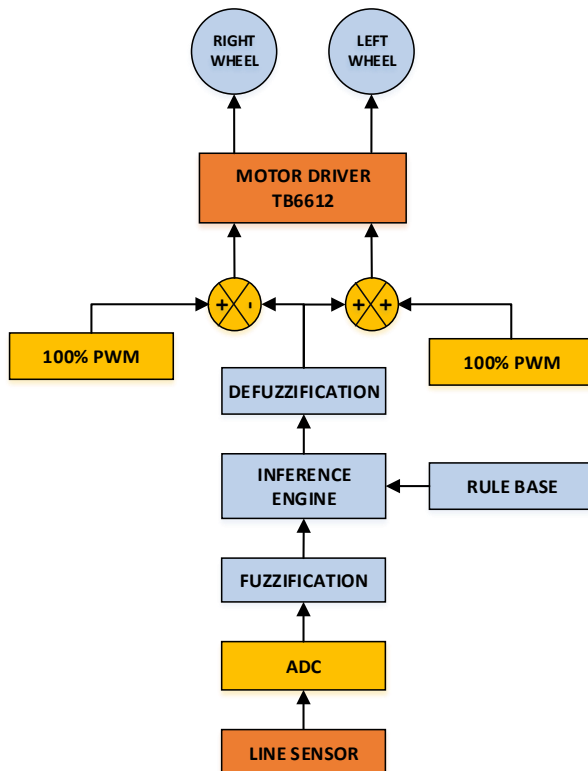 RIGHT
WHEEL
LEFT
WHEEL
MOTOR DRIVER
TB6612
+ -
+ +
100% PWM
100% PWM
DEFUZZIFICATION
INFERENCE
ENGINE
RULE BASE
FUZZIFICATION
ADC
LINE SENSOR